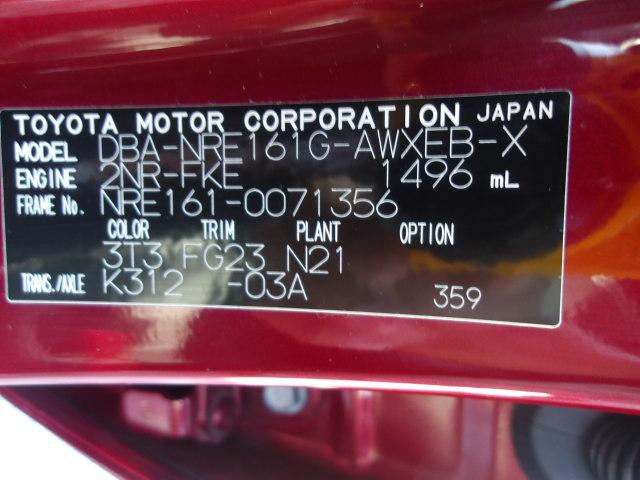 TOYOTA MOTOR CORPORATION JAPAN
MODEL DBA-NRE161G-AWXEB-X
ENGINE 2NR-FKE 1496 mL
FRAME No. NRE161-0071356
COLOR TRIM PLANT OPTION
3T3 FG23 N21
TRANS./AXLE K312 -03A 359